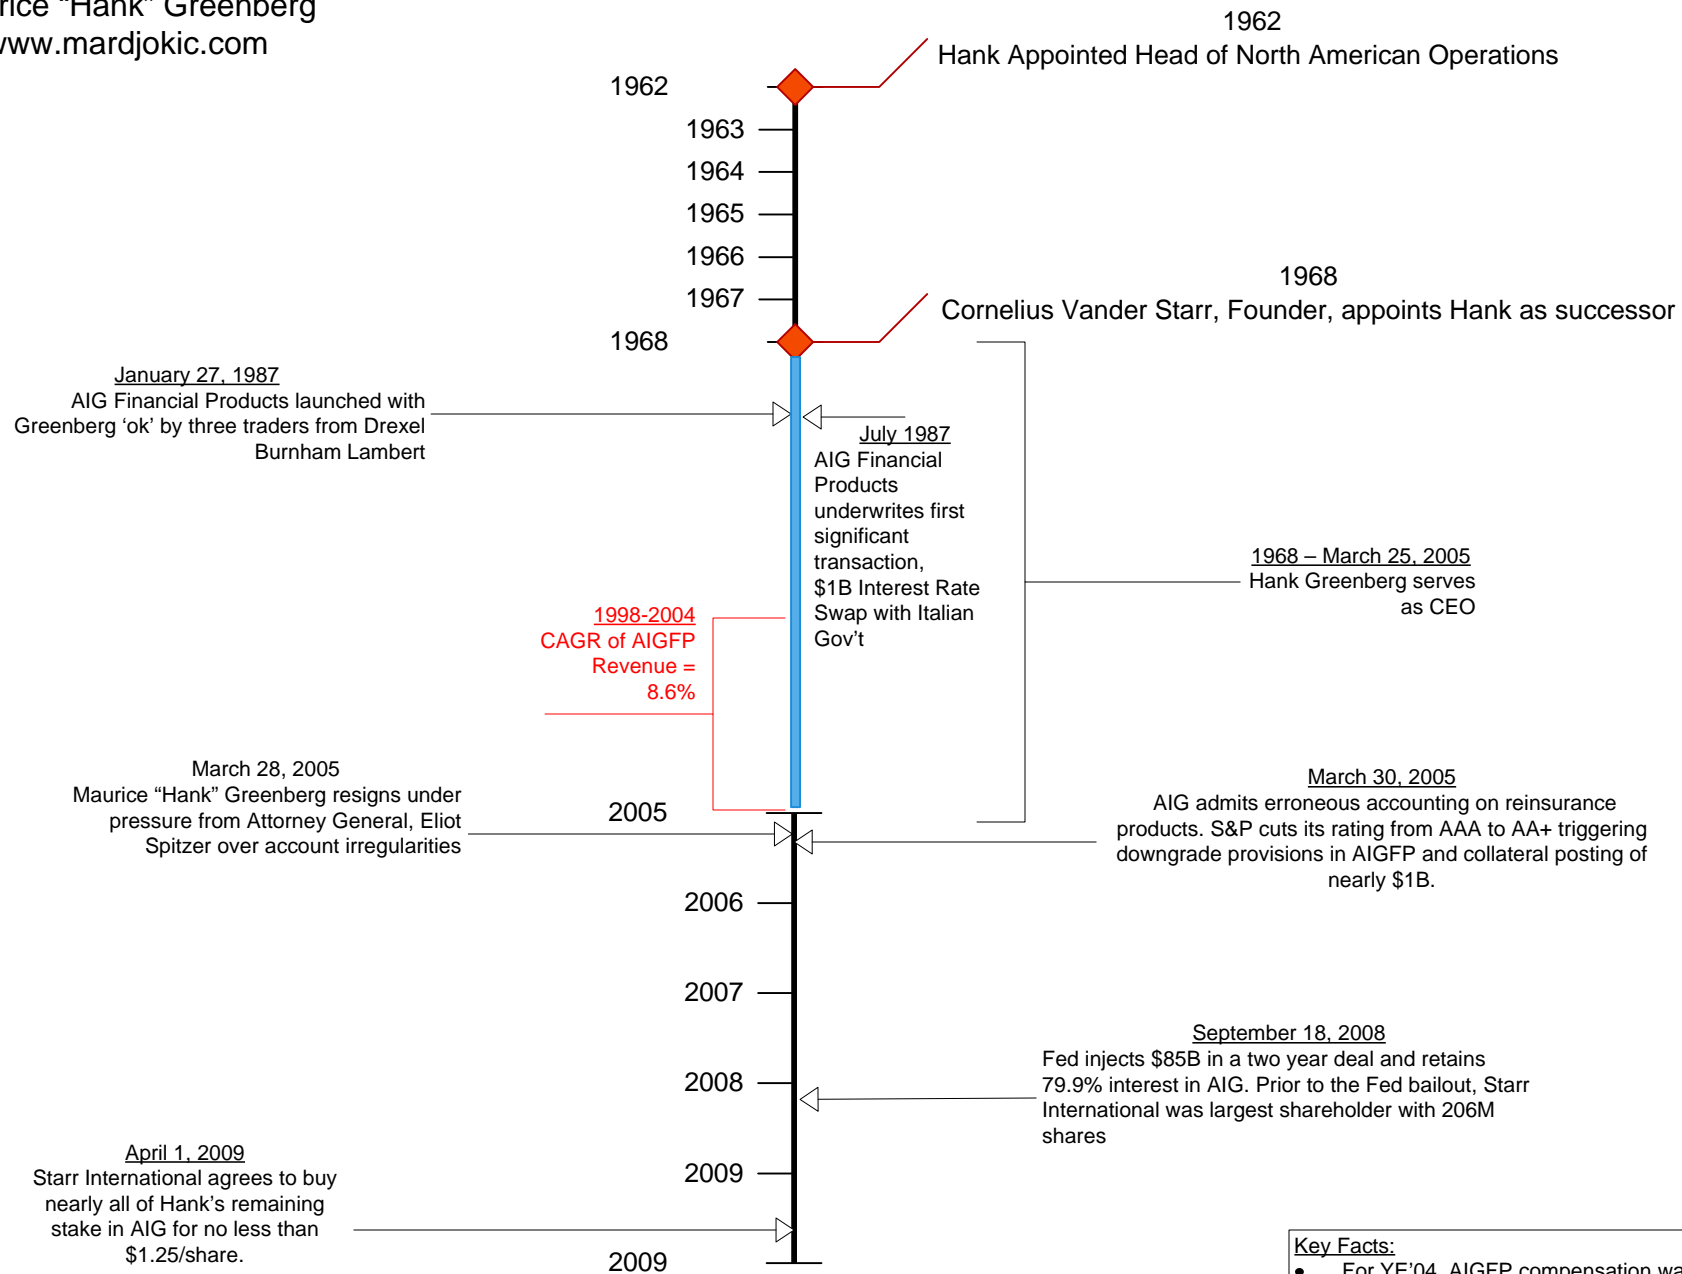 “Hank” Greenberg
www.mardjokic.com
1962
Hank Appointed Head of North American Operations
1962
1963
1964
1965
1966
1967
1968
Cornelius Vander Starr, Founder, appoints Hank as successor
1968
January 27, 1987
AIG Financial Products launched with
Greenberg ‘ok’ by three traders from Drexel
Burnham Lambert
July 1987
AIG Financial
Products
underwrites first
significant
transaction,
$1B Interest Rate
Swap with Italian
Gov’t
1968 – March 25, 2005
Hank Greenberg serves
as CEO
1998-2004
CAGR of AIGFP
Revenue =
8.6%
March 28, 2005
Maurice “Hank” Greenberg resigns under
pressure from Attorney General, Eliot
Spitzer over account irregularities
2005
March 30, 2005
AIG admits erroneous accounting on reinsurance
products. S&P cuts its rating from AAA to AA+ triggering
downgrade provisions in AIGFP and collateral posting of
nearly $1B.
2006
2007
September 18, 2008
Fed injects $85B in a two year deal and retains
79.9% interest in AIG. Prior to the Fed bailout, Starr
International was largest shareholder with 206M
shares
2008
April 1, 2009
Starr International agrees to buy
nearly all of Hank’s remaining
stake in AIG for no less than
$1.25/share.
2009
2009
Key Facts:
• For YE’04, AIGFP compensation